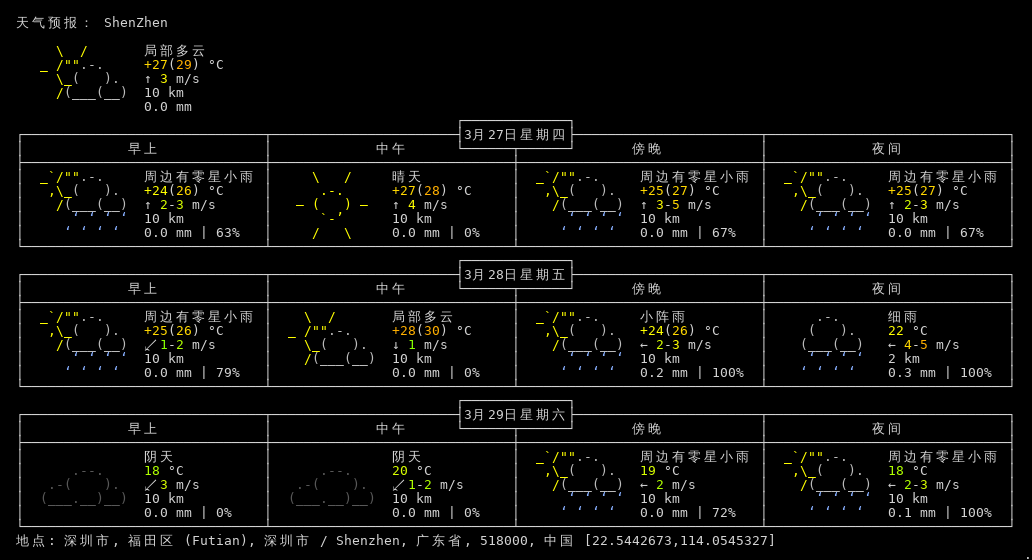 天气预报： ShenZhen
局部多云
+27(29) °C
↑ 3 m/s
10 km
0.0 mm
3月27日星期四
早上 中午 傍晚 夜间
周边有零星小雨 晴天 周边有零星小雨 周边有零星小雨
+24(26) °C +27(28) °C +25(27) °C +25(27) °C
↑ 2-3 m/s ↑ 4 m/s ↑ 3-5 m/s ↑ 2-3 m/s
10 km 10 km 10 km 10 km
0.0 mm | 63% 0.0 mm | 0% 0.0 mm | 67% 0.0 mm | 67%
3月28日星期五
早上 中午 傍晚 夜间
周边有零星小雨 局部多云 小阵雨 细雨
+25(26) °C +28(30) °C +24(26) °C 22 °C
↙ 1-2 m/s ↓ 1 m/s ← 2-3 m/s ← 4-5 m/s
10 km 10 km 10 km 2 km
0.0 mm | 79% 0.0 mm | 0% 0.2 mm | 100% 0.3 mm | 100%
3月29日星期六
早上 中午 傍晚 夜间
阴天 阴天 周边有零星小雨 周边有零星小雨
18 °C 20 °C 19 °C 18 °C
↙ 3 m/s ↙ 1-2 m/s ← 2 m/s ← 2-3 m/s
10 km 10 km 10 km 10 km
0.0 mm | 0% 0.0 mm | 0% 0.0 mm | 72% 0.1 mm | 100%
地点: 深圳市, 福田区 (Futian), 深圳市 / Shenzhen, 广东省, 518000, 中国 [22.5442673,114.0545327]